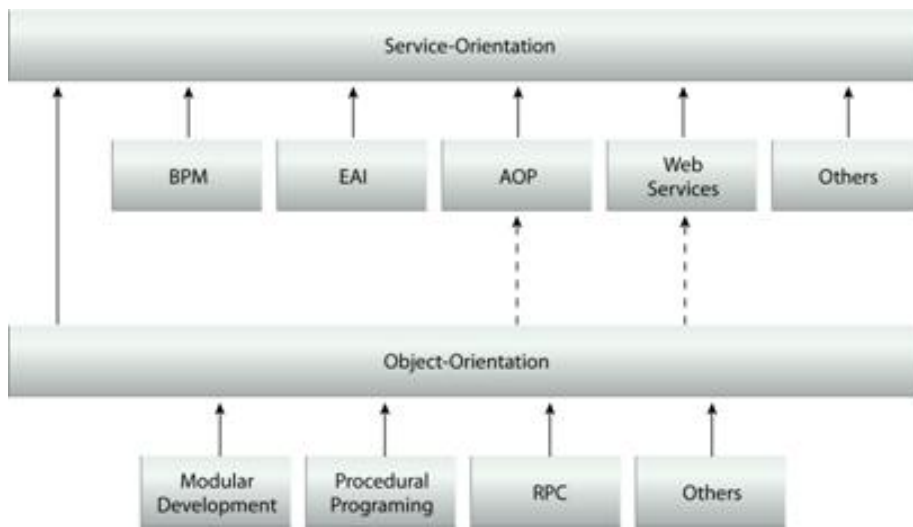 Service-Orientation
BPM
EAI
AOP
Web
Services
Others
Object-Orientation
Modular
Development
Procedural
Programing
RPC
Others